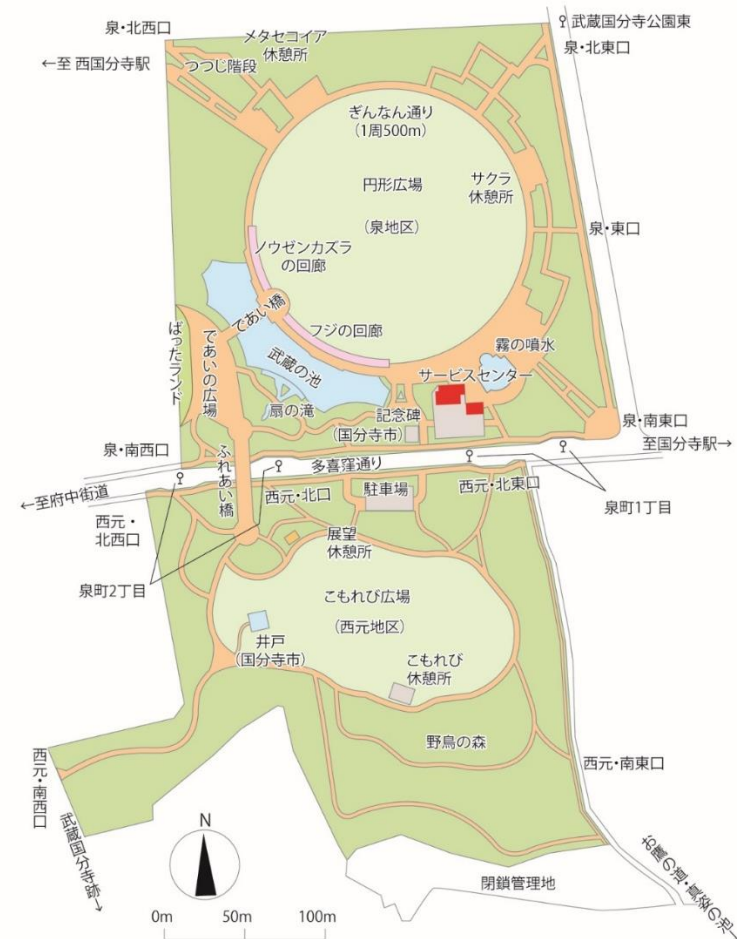 武蔵国分寺公園東
泉・北西口
メタセコイア
休憩所
泉・北東口
←至 西国分寺駅
つつじ階段
ぎんなん通り
(1周500m)
円形広場
(泉地区)
サクラ
休憩所
泉・東口
ノウゼンカズラ
の回廊
であい橋
フジの回廊
ばったランド
であいの広場
武蔵の池
霧の噴水
サービスセンター
扇の滝
記念碑
(国分寺市)
泉・南東口
至国分寺駅→
泉・南西口
多喜窪通り
←至府中街道
ふれあい橋
西元・北口
駐車場
西元・北東口
泉町1丁目
西元・
北西口
展望
休憩所
泉町2丁目
こもれび広場
(西元地区)
井戸
(国分寺市)
こもれび
休憩所
野鳥の森
西元・南東口
西元・南西口
武蔵国分寺跡→
N
お鷹の道・真姿の池→
閉鎖管理地
0m 50m 100m